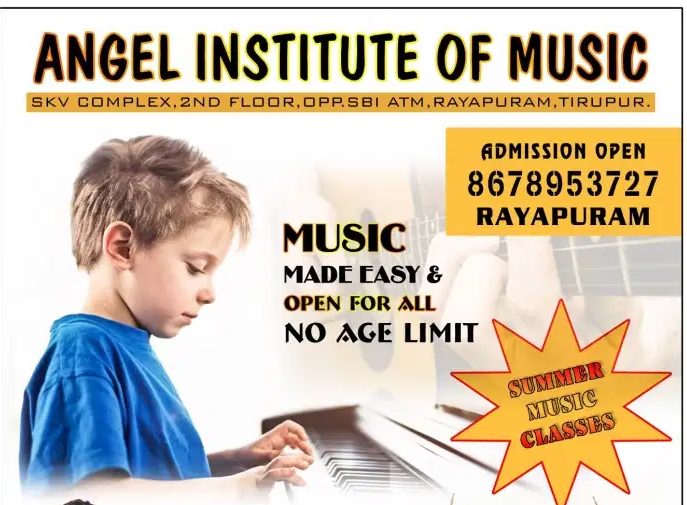 ANGEL INSTITUTE OF MUSIC
SKV COMPLEX,2ND FLOOR,OPP.SBI ATM,RAYAPURAM,TIRUPUR.
ADMISSION OPEN
8678953727
RAYAPURAM
MUSIC
MADE EASY &
OPEN FOR ALL
NO AGE LIMIT
SUMMER
MUSIC
CLASSES